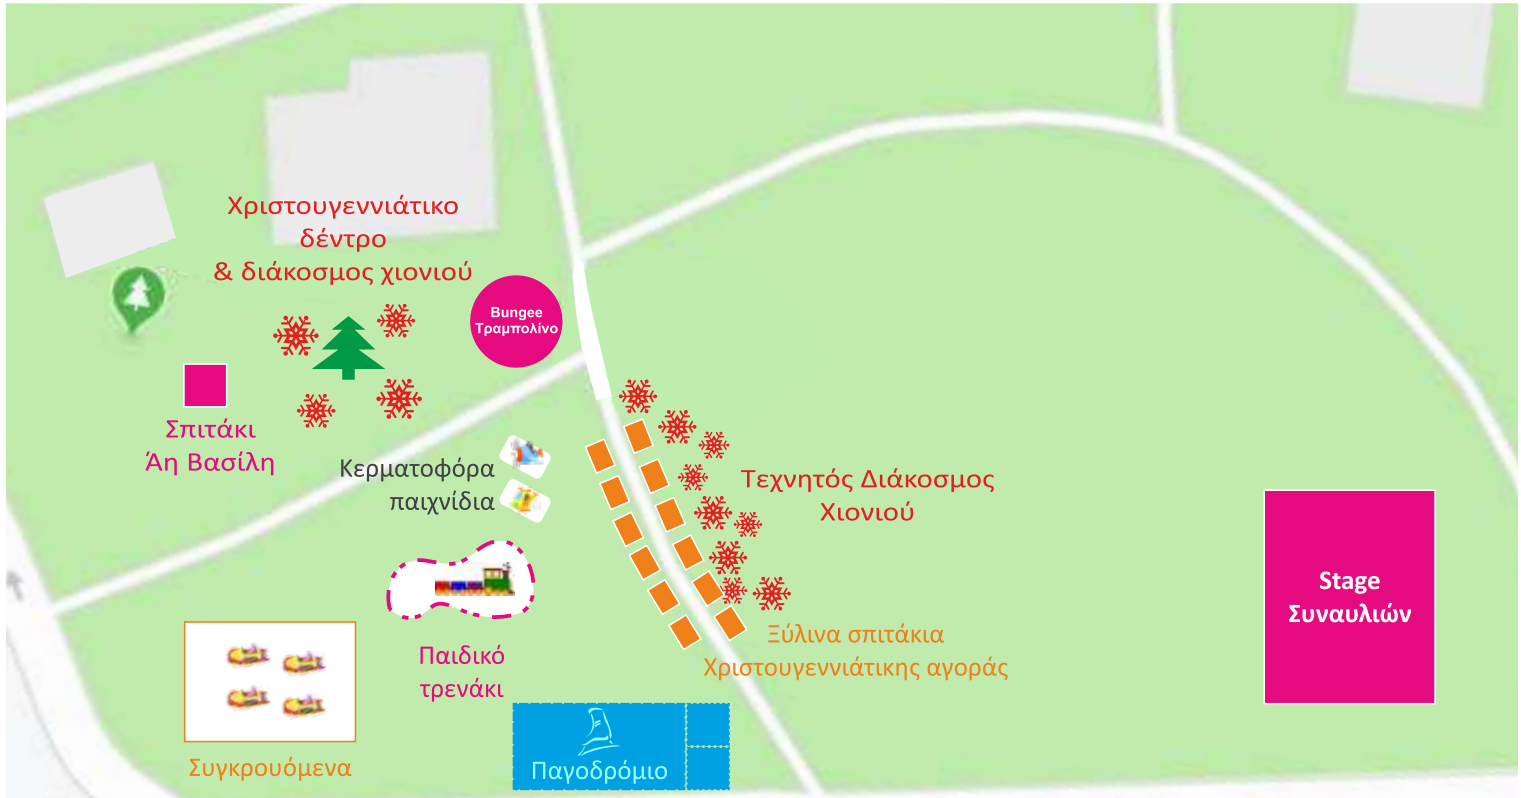 Χριστουγεννιάτικο
δέντρο
& διάκοσμος χιονιού
Bungee
Τραμπολίνο
Σπιτάκι
Άη Βασίλη
Κερματοφόρα
παιχνίδια
Τεχνητός Διάκοσμος
Χιονιού
Stage
Συναυλιών
Ξύλινα σπιτάκια
Χριστουγεννιάτικης αγοράς
Παιδικό
τρενάκι
Συγκρουόμενα
Παγοδρόμιο